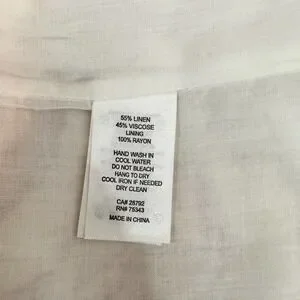 55% LINEN
45% VISCOSE
LINING
100% RAYON
HAND WASH IN
COOL WATER
DO NOT BLEACH
HANG TO DRY
COOL IRON IF NEEDED
DRY CLEAN
CA# 25792
RN# 75343
MADE IN CHINA